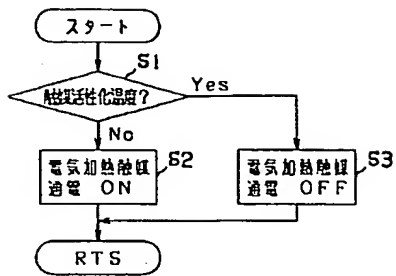 スタート
S1
触媒活性化温度?
Yes
No
電気加熱触媒
通電 ON
S2
電気加熱触媒
通電 OFF
S3
RTS